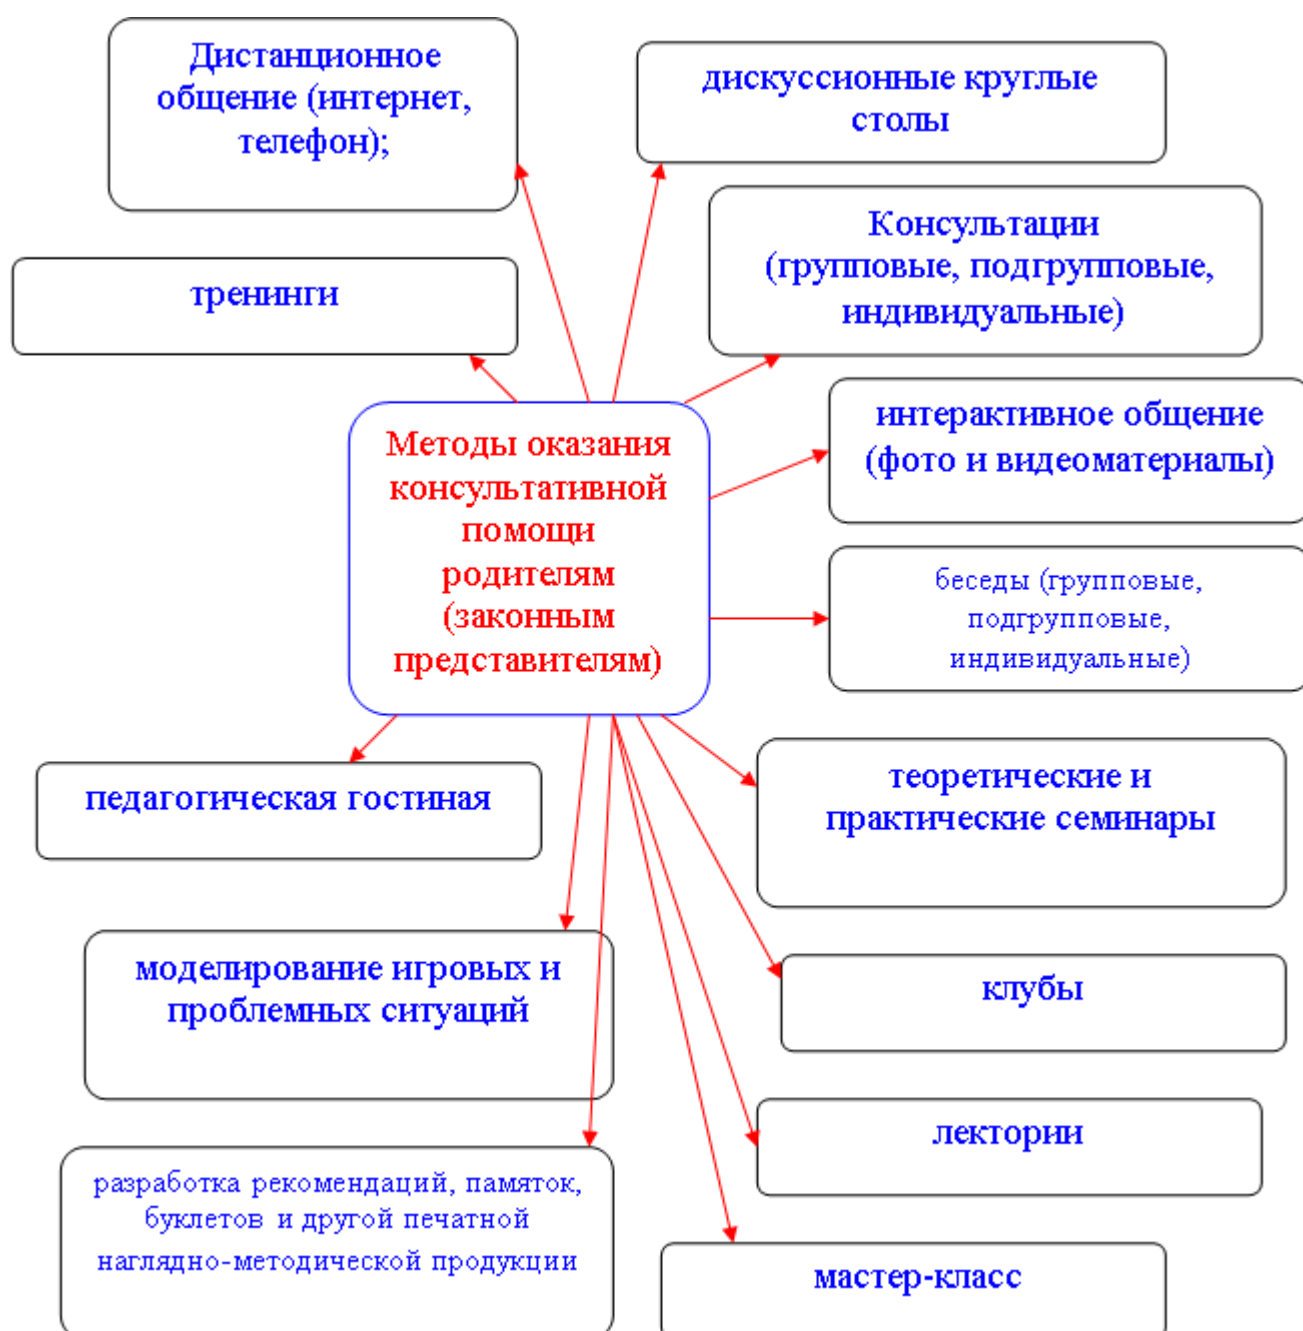 Дистанционное
общение (интернет,
телефон);
дискуссионные круглые
столы
Консультации
(групповые, подгрупповые,
индивидуальные)
тренинги
интерактивное общение
(фото и видеоматериалы)
Методы оказания
консультативной
помощи
родителям
(законным
представителям)
беседы (групповые,
подгрупповые,
индивидуальные)
педагогическая гостиная
теоретические и
практические семинары
моделирование игровых и
проблемных ситуаций
клубы
лектории
разработка рекомендаций, памяток,
буклетов и другой печатной
наглядно-методической продукции
мастер-класс